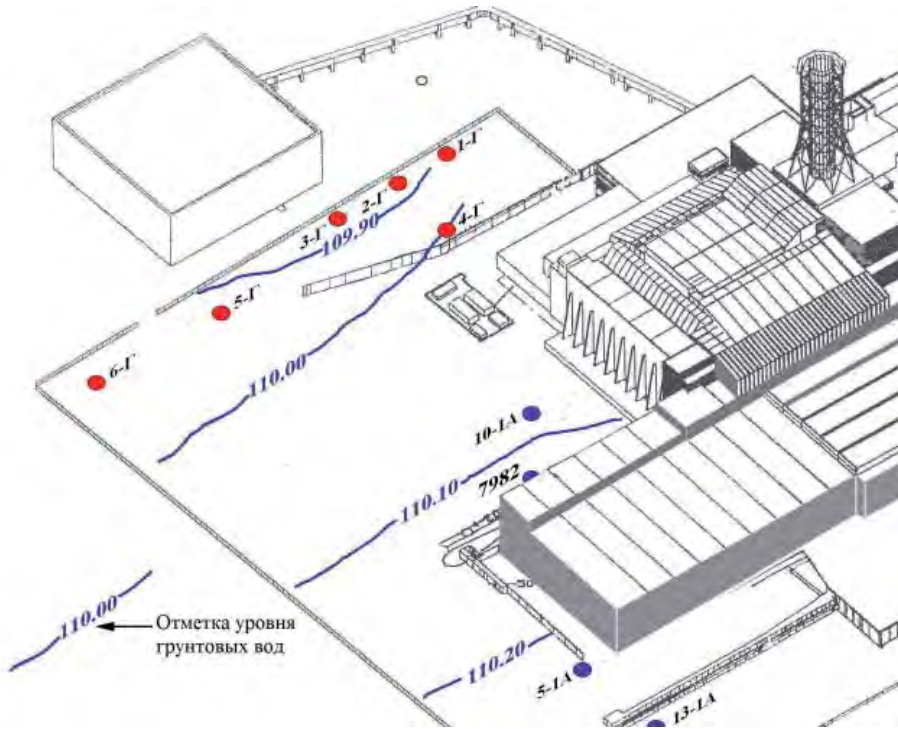 1-Г
2-Г
3-Г
4-Г
109.90
5-Г
6-Г
110.00
10-1А
7982
110.10
50
110.00
Отметка уровня
грунтовых вод
110.20
5-1А
13-1А